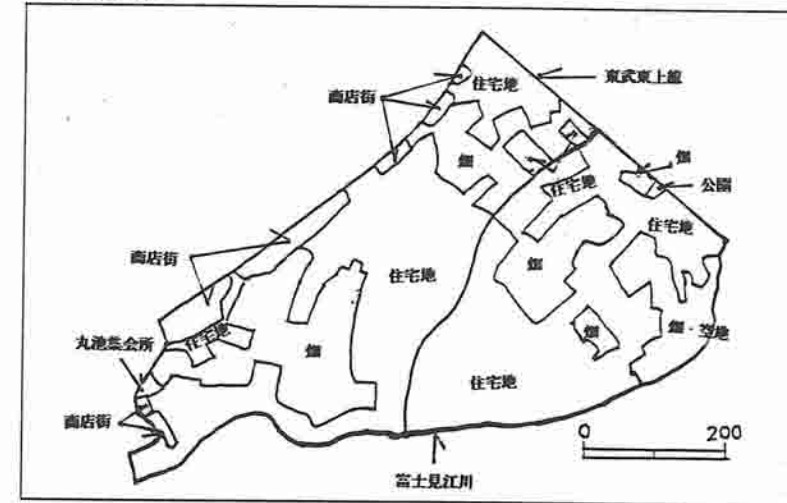 住宅地
東武東上線
商店街
畑
畑
公園
住宅地
住宅地
商店街
住宅地
畑
丸池集会所
住宅地
畑
畑
畑・空地
住宅地
商店街
0 200
富士見江川